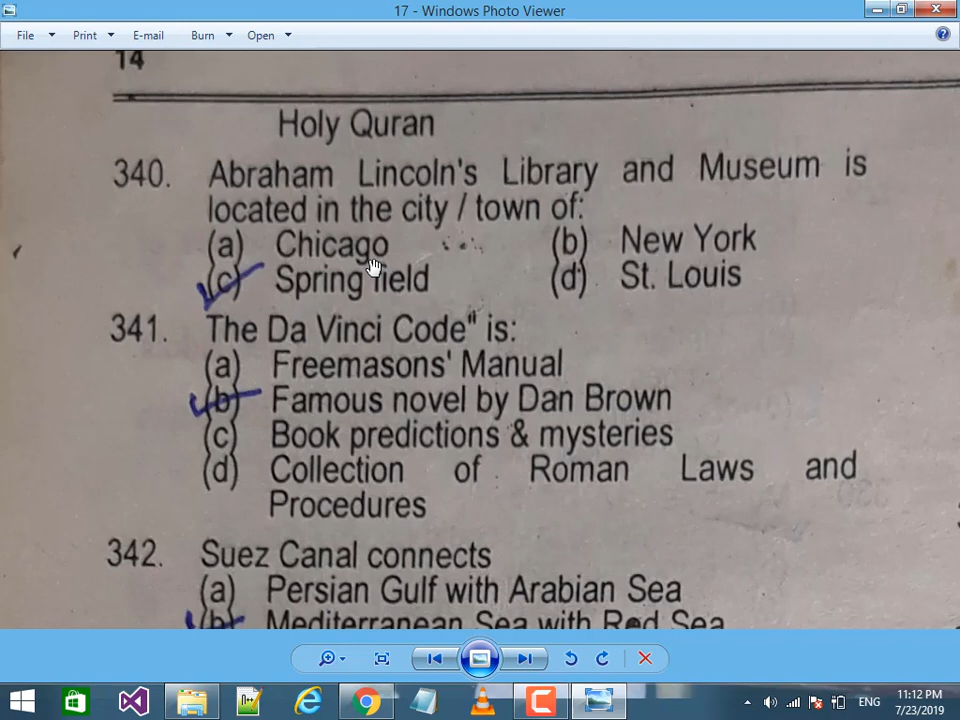 17 - Windows Photo Viewer
File Print E-mail Burn Open
14
Holy Quran
340. Abraham Lincoln's Library and Museum is
located in the city / town of:
(a) Chicago (b) New York
(c) Springfield (d) St. Louis
341. The Da Vinci Code" is:
(a) Freemasons' Manual
(b) Famous novel by Dan Brown
(c) Book predictions & mysteries
(d) Collection of Roman Laws and
Procedures
342. Suez Canal connects
(a) Persian Gulf with Arabian Sea
(b) Mediterranean Sea with Red Sea
n++
ENG
11:12 PM
7/23/2019